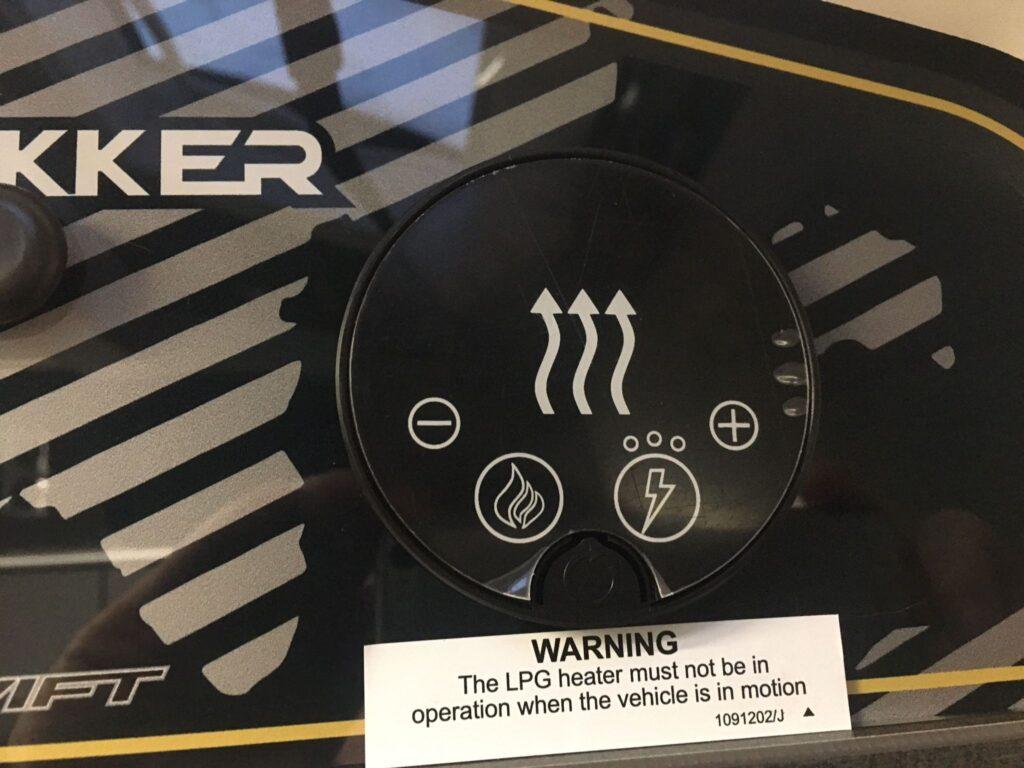 KKER
WARNING
The LPG heater must not be in
operation when the vehicle is in motion
1091202/J